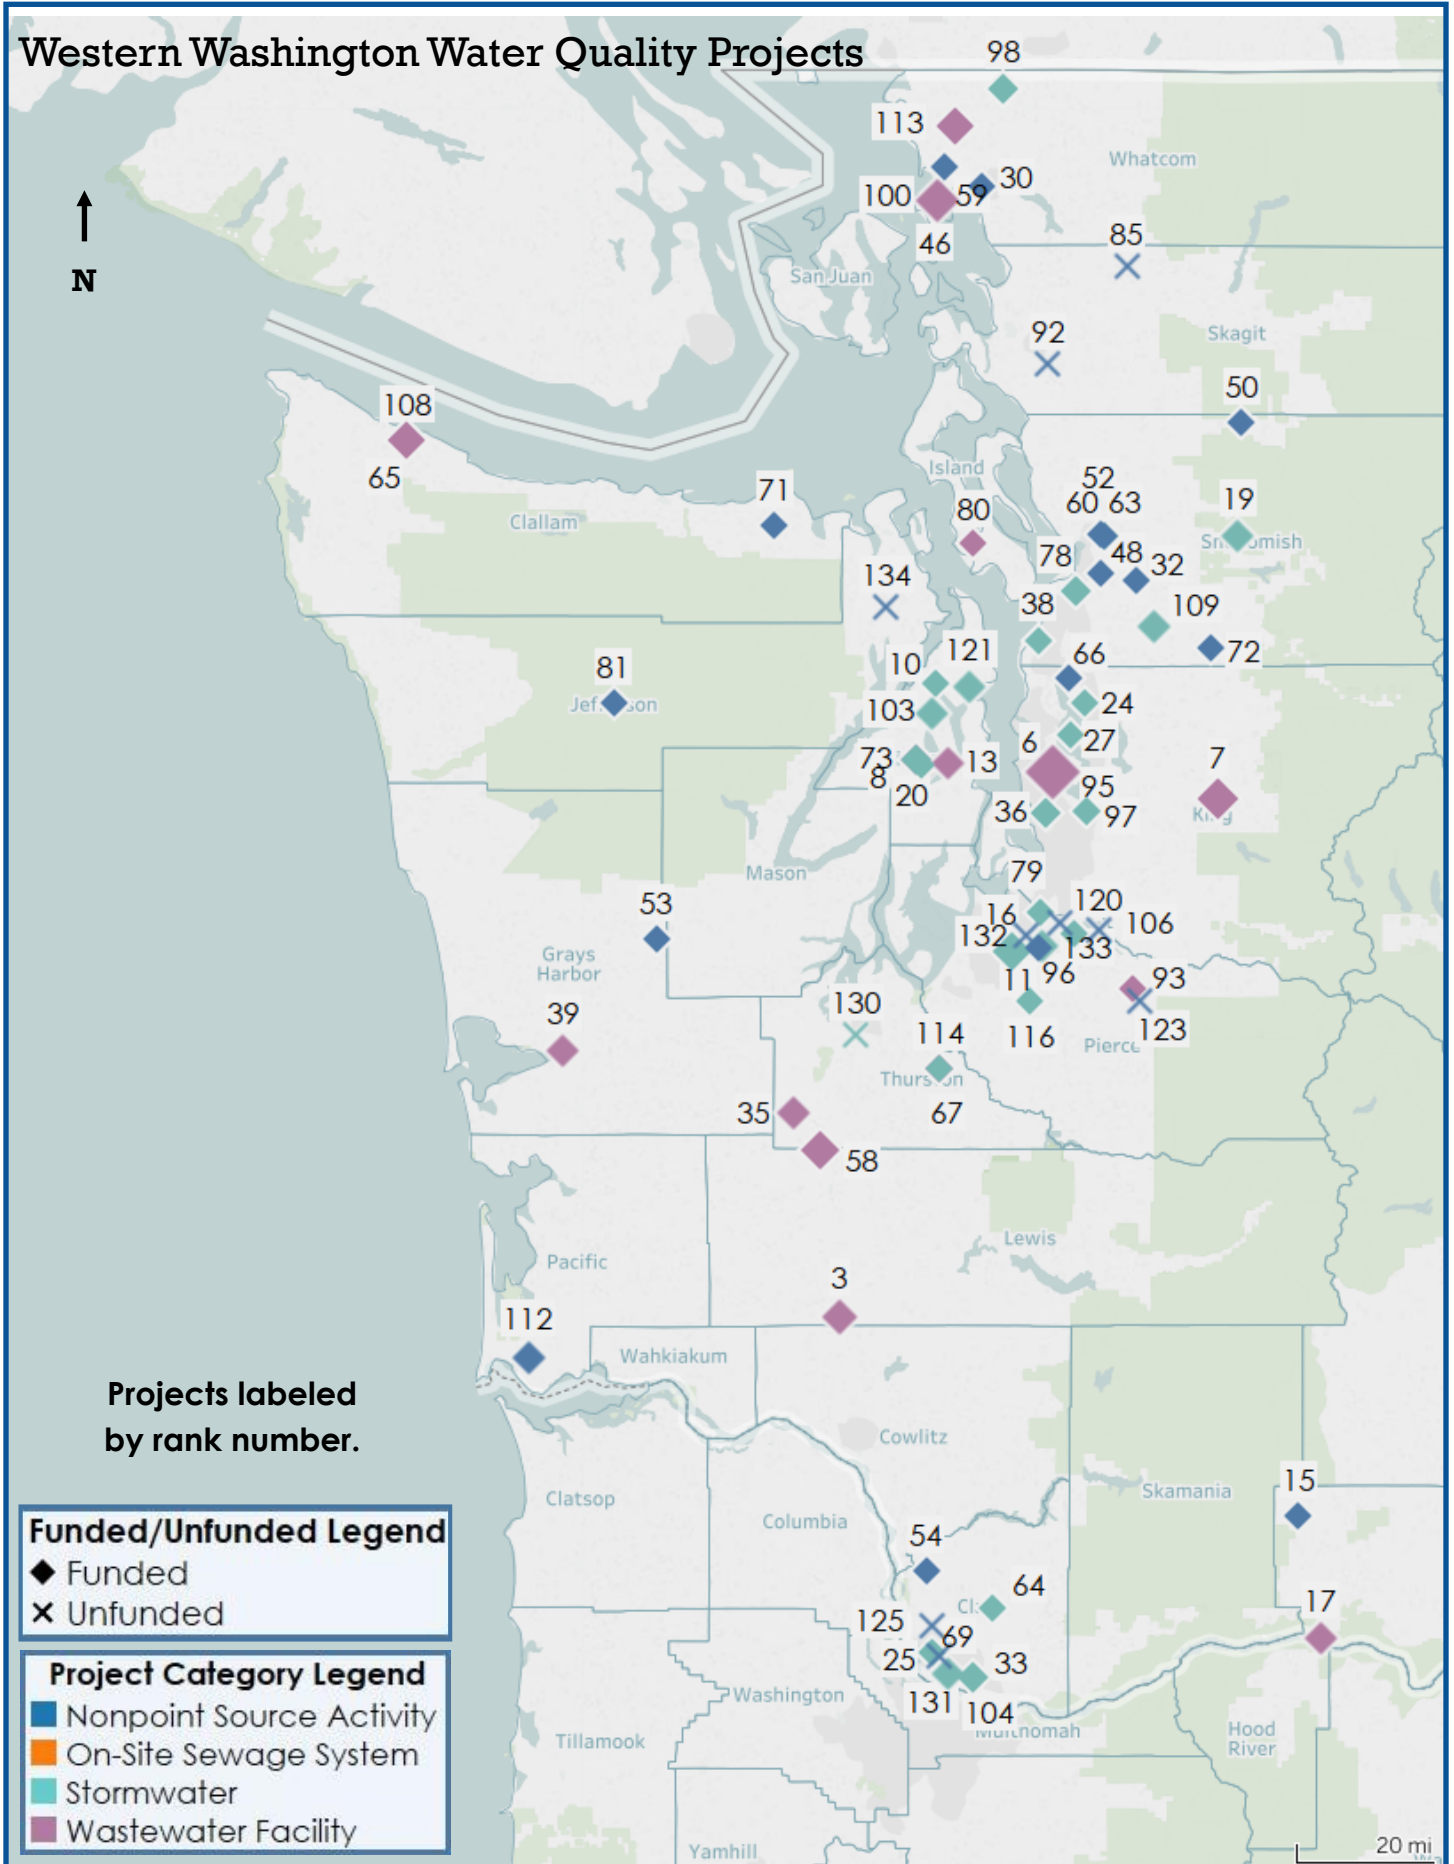 Western Washington Water Quality Projects
98
113
Whatcom
30
100
59
46
85
San Juan
N
92
Skagit
50
108
65
Island
52
60 63
71
80
19
Clallam
78
48
32
134
38
109
121
66
72
10
81
24
103
27
6
73
13
7
8
95
20
36
97
Mason
79
53
120
16
106
132
133
Grays
Harbor
11
96
93
130
39
114
116
123
Pierce
67
35
58
Lewis
Pacific
3
112
Wahkiakum
Projects labeled
by rank number.
Cowlitz
15
Skamania
Clatsop
Columbia
54
Funded/Unfunded Legend
Funded
Unfunded
64
17
125
69
25
33
131
104
Project Category Legend
Nonpoint Source Activity
On-Site Sewage System
Stormwater
Wastewater Facility
Washington
Multnomah
Tillamook
Hood
River
Yamhill
20 mi